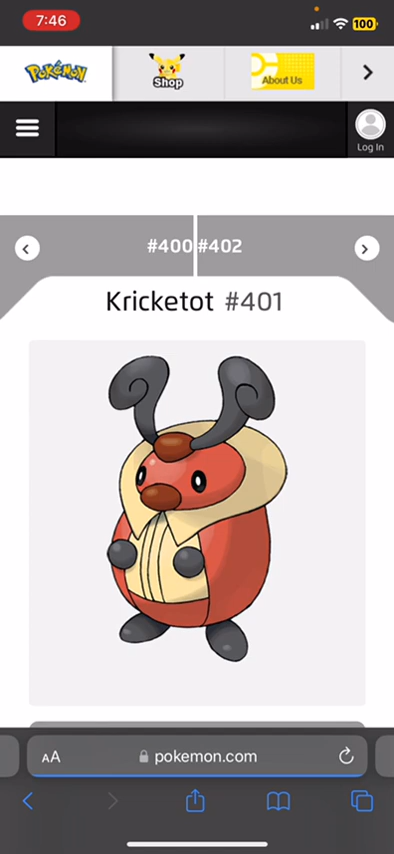 7:46
100
POKéMON
Shop
About Us
Log In
#400 #402
Kricketot #401
AA
pokemon.com